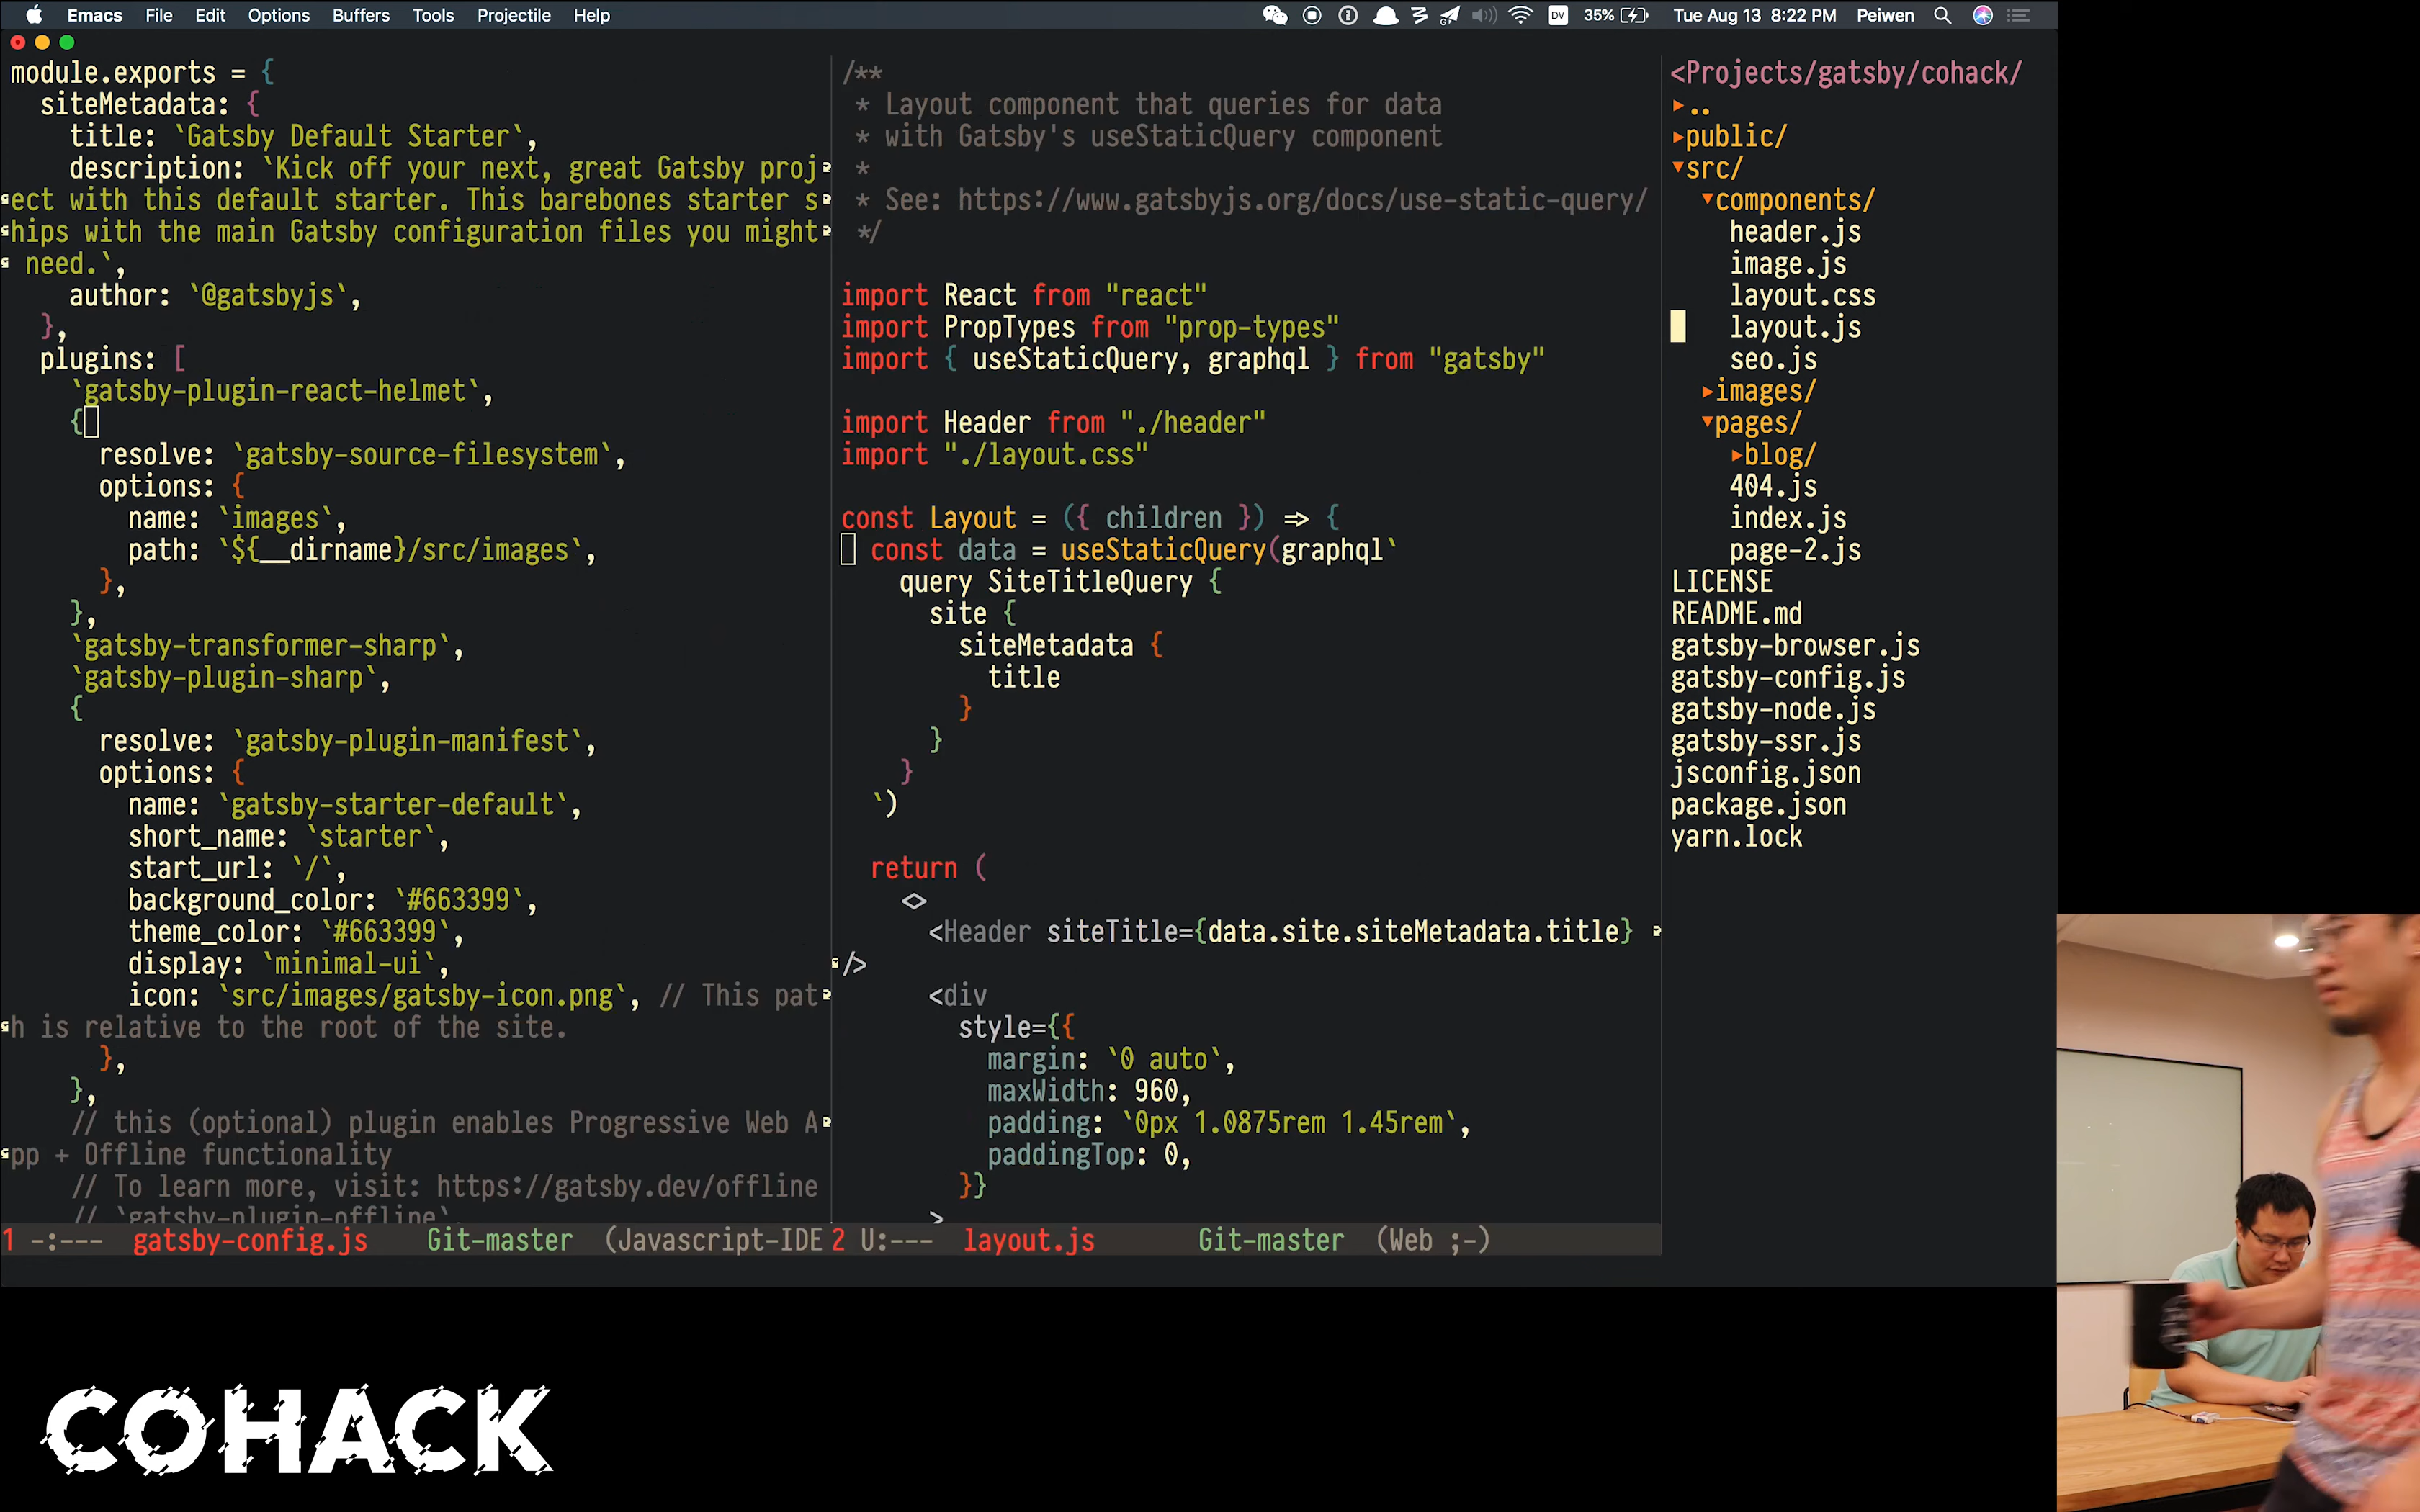 Emacs File Edit Options Buffers Tools Projectile Help
DV 35% Tue Aug 13 8:22 PM Peiwen
module.exports = {
  siteMetadata: {
    title: `Gatsby Default Starter`,
    description: `Kick off your next, great Gatsby proj
ect with this default starter. This barebones starter s
hips with the main Gatsby configuration files you might
 need.`,
    author: `@gatsbyjs`,
  },
  plugins: [
    `gatsby-plugin-react-helmet`,
    {
      resolve: `gatsby-source-filesystem`,
      options: {
        name: `images`,
        path: `${__dirname}/src/images`,
      },
    },
    `gatsby-transformer-sharp`,
    `gatsby-plugin-sharp`,
    {
      resolve: `gatsby-plugin-manifest`,
      options: {
        name: `gatsby-starter-default`,
        short_name: `starter`,
        start_url: `/`,
        background_color: `#663399`,
        theme_color: `#663399`,
        display: `minimal-ui`,
        icon: `src/images/gatsby-icon.png`, // This pat
h is relative to the root of the site.
      },
    },
    // this (optional) plugin enables Progressive Web A
pp + Offline functionality
    // To learn more, visit: https://gatsby.dev/offline
    // `gatsby-plugin-offline`
1 -:--- gatsby-config.js Git-master (Javascript-IDE
/**
 * Layout component that queries for data
 * with Gatsby's useStaticQuery component
 *
 * See: https://www.gatsbyjs.org/docs/use-static-query/
 */
import React from "react"
import PropTypes from "prop-types"
import { useStaticQuery, graphql } from "gatsby"
import Header from "./header"
import "./layout.css"
const Layout = ({ children }) => {
  const data = useStaticQuery(graphql`
    query SiteTitleQuery {
      site {
        siteMetadata {
          title
        }
      }
    }
  `)
  return (
    <>
      <Header siteTitle={data.site.siteMetadata.title}
/>
      <div
        style={{
          margin: `0 auto`,
          maxWidth: 960,
          padding: `0px 1.0875rem 1.45rem`,
          paddingTop: 0,
        }}
      >
2 U:--- layout.js Git-master (Web ;-)
<Projects/gatsby/cohack/
▸..
▸public/
▾src/
  ▾components/
    header.js
    image.js
    layout.css
    layout.js
    seo.js
  ▸images/
  ▾pages/
    ▸blog/
    404.js
    index.js
    page-2.js
LICENSE
README.md
gatsby-browser.js
gatsby-config.js
gatsby-node.js
gatsby-ssr.js
jsconfig.json
package.json
yarn.lock
COHACK